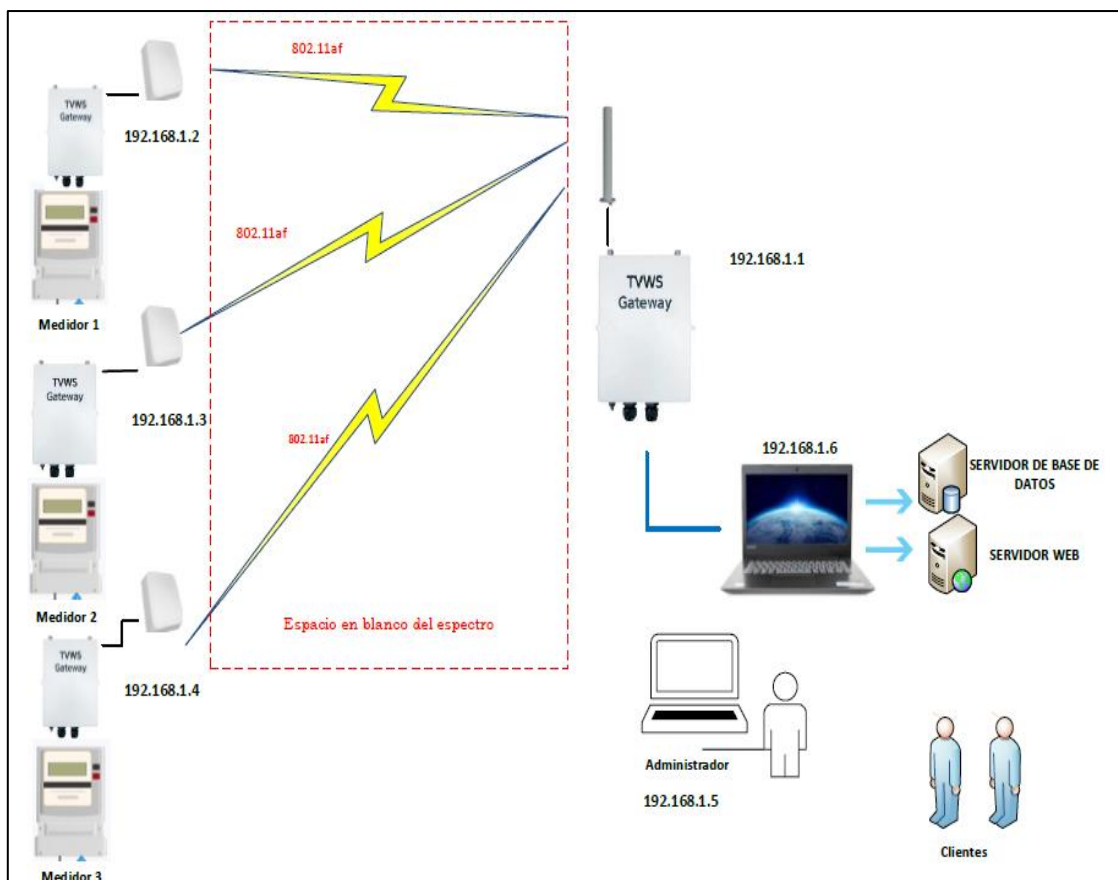 802.11af
TVWS
Gateway
192.168.1.2
Medidor 1
802.11af
TVWS
Gateway
192.168.1.3
Medidor 2
802.11af
TVWS
Gateway
192.168.1.4
Medidor 3
Espacio en blanco del espectro
192.168.1.1
TVWS
Gateway
192.168.1.6
SERVIDOR DE BASE DE
DATOS
SERVIDOR WEB
Administrador
192.168.1.5
Clientes